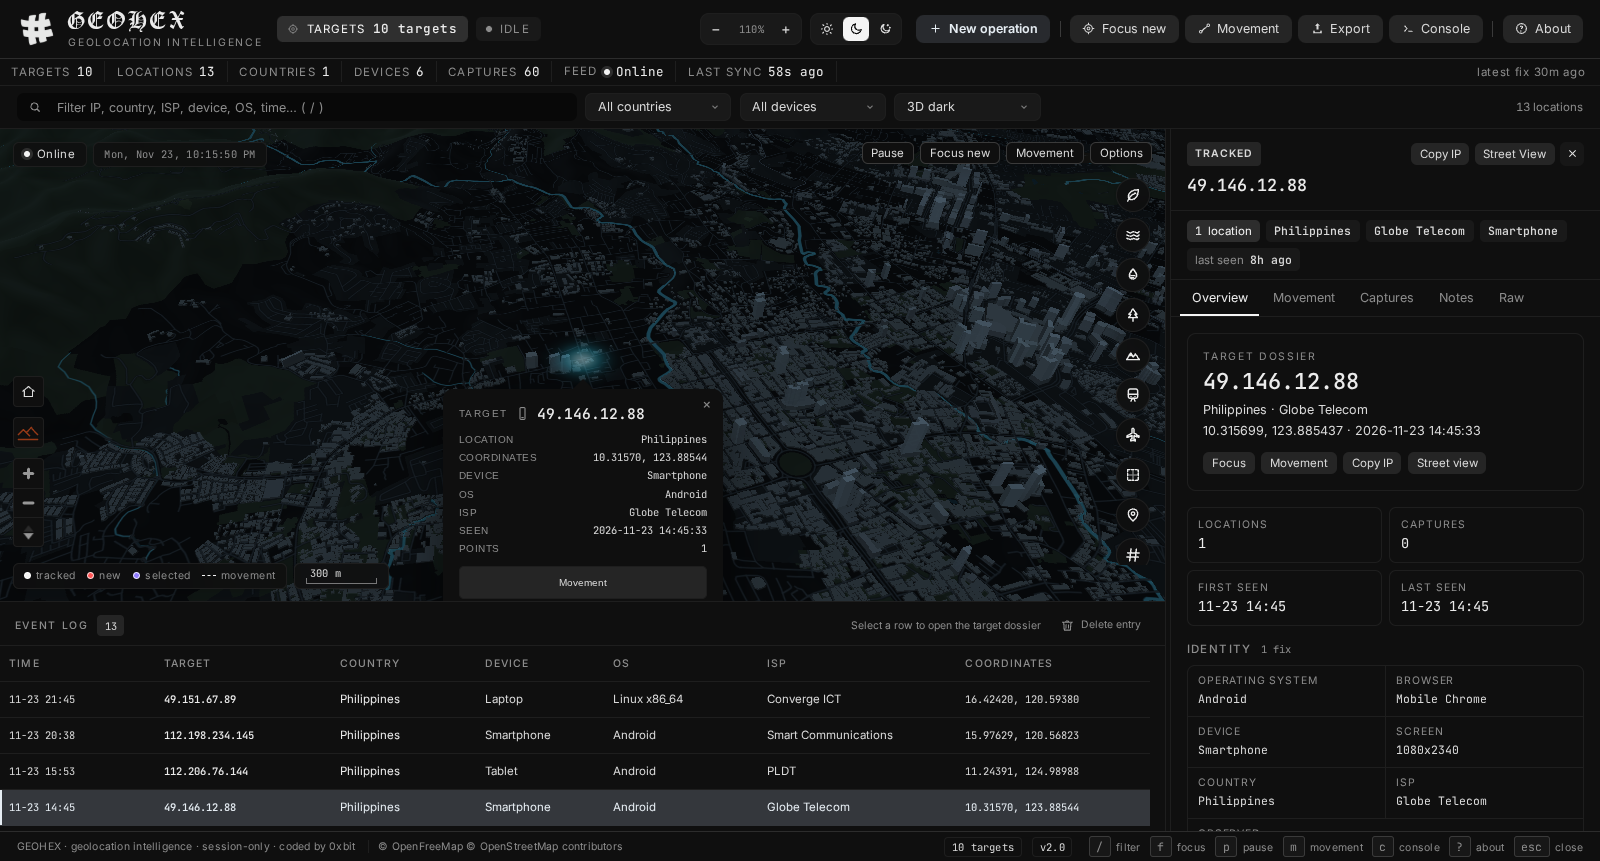 GEOHEX
GEOLOCATION INTELLIGENCE
TARGETS 10 targets
IDLE
− 110% +
+ New operation
Focus new
Movement
Export
Console
About
TARGETS 10
LOCATIONS 13
COUNTRIES 1
DEVICES 6
CAPTURES 60
FEED Online
LAST SYNC 58s ago
latest fix 30m ago
Filter IP, country, ISP, device, OS, time... ( / )
All countries
All devices
3D dark
13 locations
Online
Mon, Nov 23, 10:15:50 PM
Pause
Focus new
Movement
Options
TARGET 49.146.12.88 ×
LOCATION Philippines
COORDINATES 10.31570, 123.88544
DEVICE Smartphone
OS Android
ISP Globe Telecom
SEEN 2026-11-23 14:45:33
POINTS 1
Movement
tracked new selected movement
300 m
EVENT LOG 13
Select a row to open the target dossier
Delete entry
TIME TARGET COUNTRY DEVICE OS ISP COORDINATES
11-23 21:45 49.151.67.89 Philippines Laptop Linux x86_64 Converge ICT 16.42420, 120.59380
11-23 20:38 112.198.234.145 Philippines Smartphone Android Smart Communications 15.97629, 120.56823
11-23 15:53 112.206.76.144 Philippines Tablet Android PLDT 11.24391, 124.98988
11-23 14:45 49.146.12.88 Philippines Smartphone Android Globe Telecom 10.31570, 123.88544
TRACKED
Copy IP
Street View
×
49.146.12.88
1 location
Philippines
Globe Telecom
Smartphone
last seen 8h ago
Overview
Movement
Captures
Notes
Raw
TARGET DOSSIER
49.146.12.88
Philippines · Globe Telecom
10.315699, 123.885437 · 2026-11-23 14:45:33
Focus
Movement
Copy IP
Street view
LOCATIONS
1
CAPTURES
0
FIRST SEEN
11-23 14:45
LAST SEEN
11-23 14:45
IDENTITY 1 fix
OPERATING SYSTEM
Android
BROWSER
Mobile Chrome
DEVICE
Smartphone
SCREEN
1080x2340
COUNTRY
Philippines
ISP
Globe Telecom
GEOHEX · geolocation intelligence · session-only · coded by 0xbit
© OpenFreeMap © OpenStreetMap contributors
10 targets
v2.0
/ filter
f focus
p pause
m movement
c console
? about
esc close